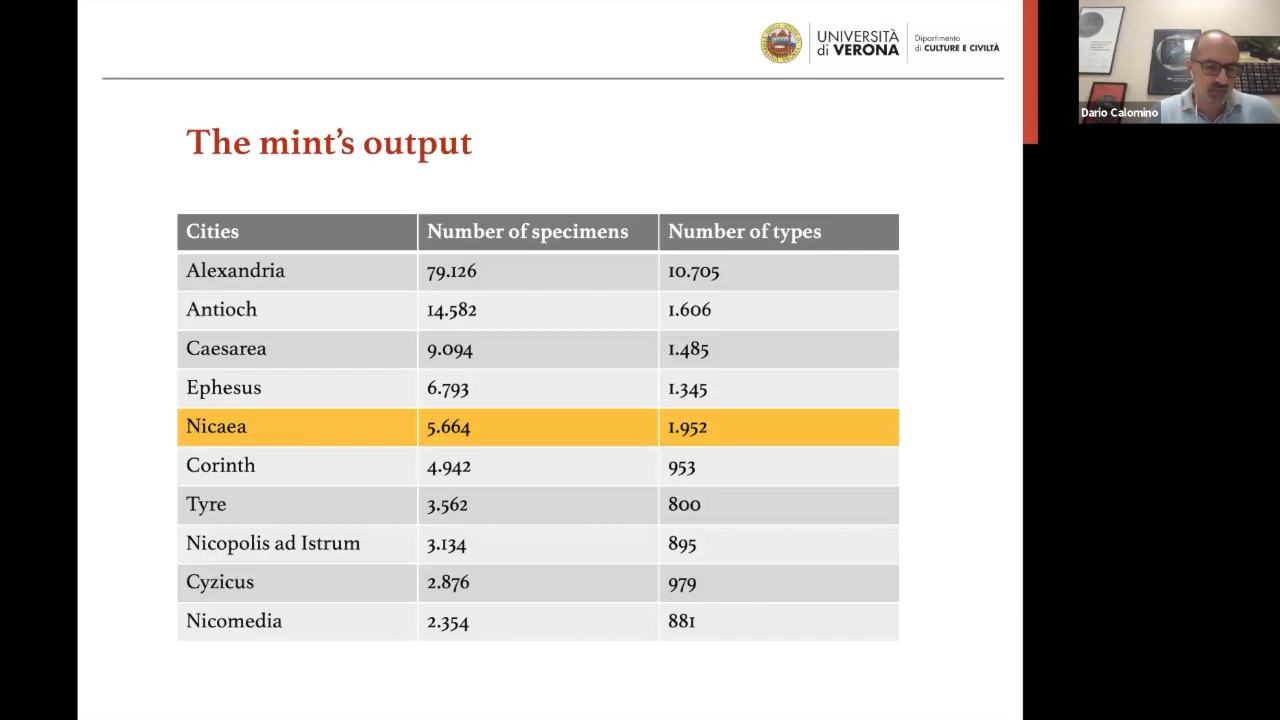 UNIVERSITÀ
di VERONA
Dipartimento
di CULTURE E CIVILTÀ
Dario Calomino
The mint's output
Cities Number of specimens Number of types
Alexandria 79.126 10.705
Antioch 14.582 1.606
Caesarea 9.094 1.485
Ephesus 6.793 1.345
Nicaea 5.664 1.952
Corinth 4.942 953
Tyre 3.562 800
Nicopolis ad Istrum 3.134 895
Cyzicus 2.876 979
Nicomedia 2.354 881